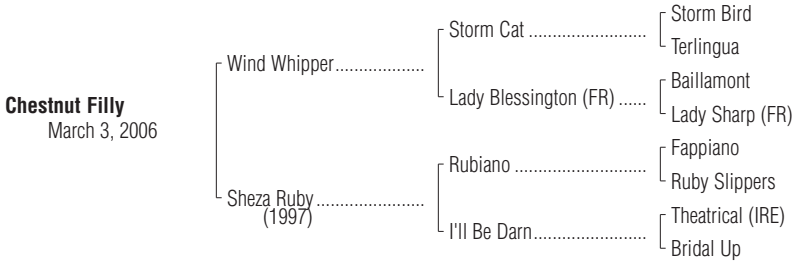 Storm Bird
Storm Cat ........................
Terlingua
Wind Whipper..................
Baillamont
Lady Blessington (FR) ......
Lady Sharp (FR)
Chestnut Filly
March 3, 2006
Fappiano
Rubiano ...........................
Ruby Slippers
Sheza Ruby......................
(1997)
Theatrical (IRE)
I'll Be Darn.......................
Bridal Up